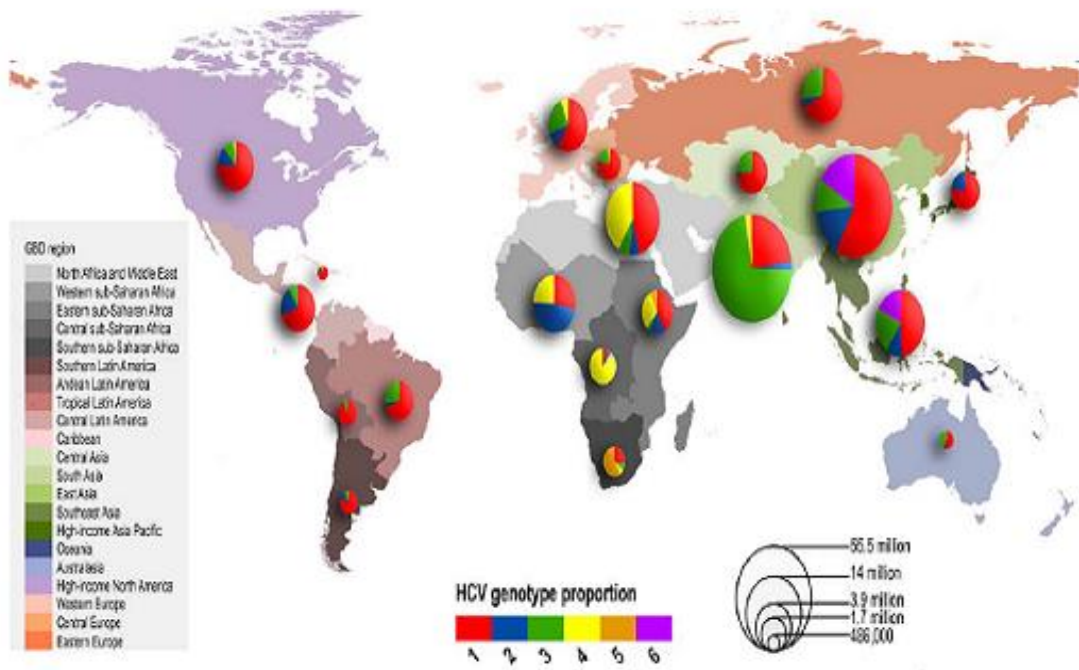 GBD region
North Africa and Middle East
Western sub-Saharan Africa
Eastern sub-Saharan Africa
Central sub-Saharan Africa
Southern sub-Saharan Africa
Southern Latin America
Andean Latin America
Tropical Latin America
Central Latin America
Caribbean
Central Asia
South Asia
East Asia
Southeast Asia
High-income Asia Pacific
Oceania
Australasia
High-income North America
Western Europe
Central Europe
Eastern Europe
HCV genotype proportion
1 2 3 4 5 6
14 million
3.9 million
1.7 million
486,000